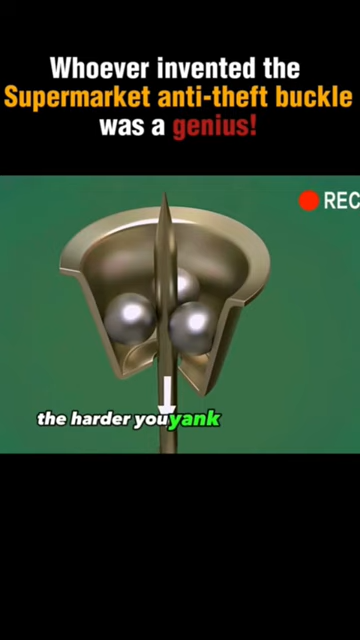 Whoever invented the
Supermarket anti-theft buckle
was a genius!
REC
the harder you yank